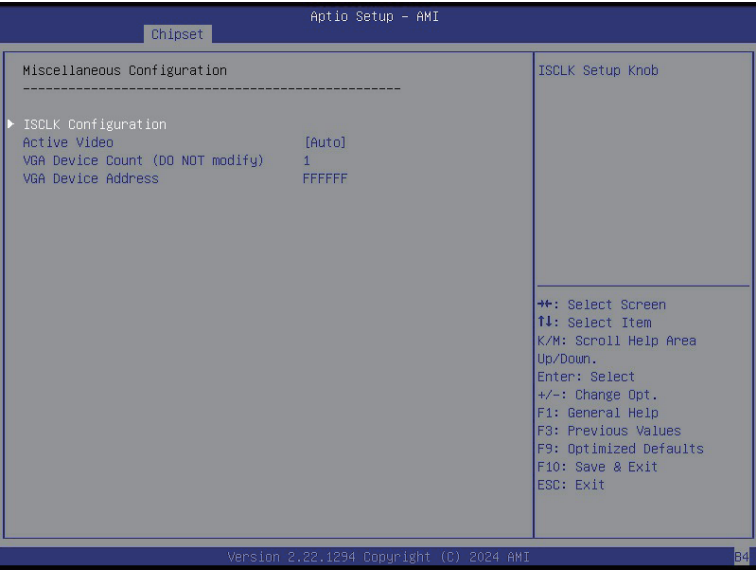 Aptio Setup – AMI
Chipset
Miscellaneous Configuration
--------------------------------------------------
ISCLK Configuration
Active Video [Auto]
VGA Device Count (DO NOT modify) 1
VGA Device Address FFFFFF
ISCLK Setup Knob
→←: Select Screen
↑↓: Select Item
K/M: Scroll Help Area
Up/Down.
Enter: Select
+/-: Change Opt.
F1: General Help
F3: Previous Values
F9: Optimized Defaults
F10: Save & Exit
ESC: Exit
Version 2.22.1294 Copyright (C) 2024 AMI
B4